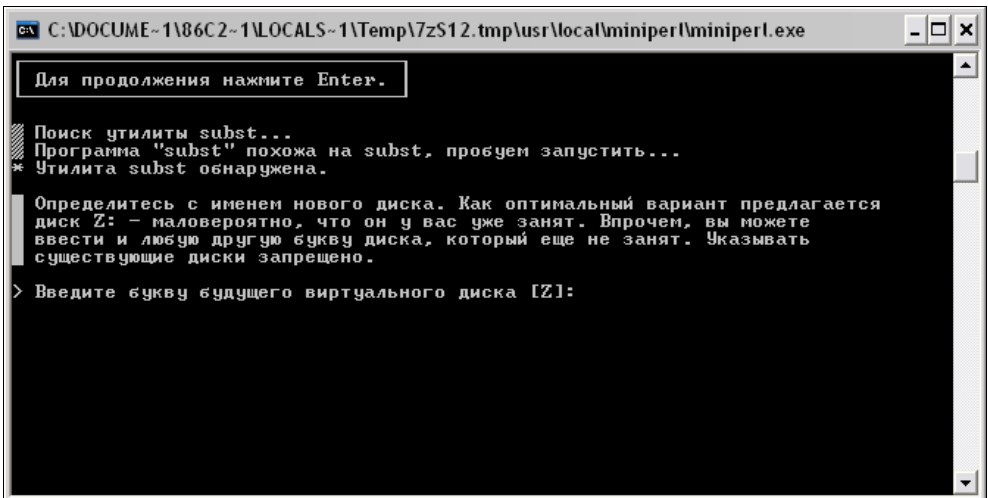 C:\DOCUME~1\86C2~1\LOCALS~1\Temp\7zS12.tmp\usr\local\miniperl\miniperl.exe
Для продолжения нажмите Enter.
Поиск утилиты subst...
Программа "subst" похожа на subst, пробуем запустить...
* Утилита subst обнаружена.
Определитесь с именем нового диска. Как оптимальный вариант предлагается
диск Z: – маловероятно, что он у вас уже занят. Впрочем, вы можете
ввести и любую другую букву диска, который еще не занят. Указывать
существующие диски запрещено.
> Введите букву будущего виртуального диска [Z]: